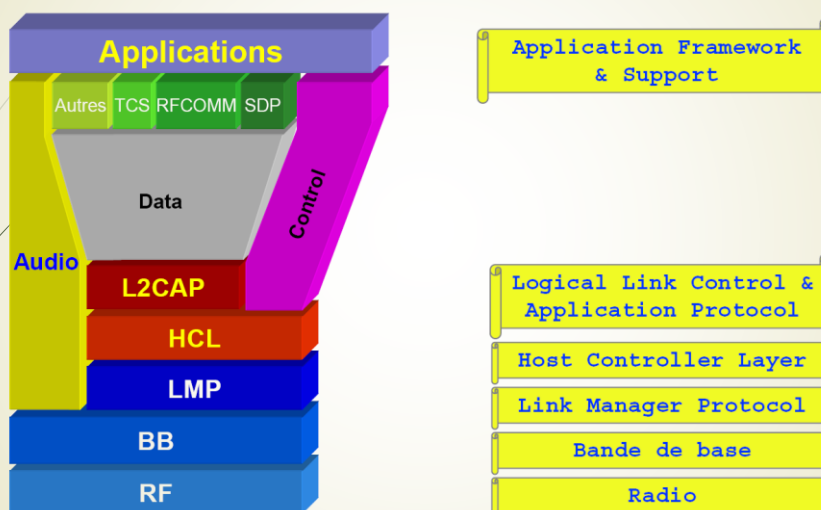 Applications
Autres TCS RFCOMM SDP
Data
Control
Audio
L2CAP
HCL
LMP
BB
RF
Application Framework
& Support
Logical Link Control &
Application Protocol
Host Controller Layer
Link Manager Protocol
Bande de base
Radio